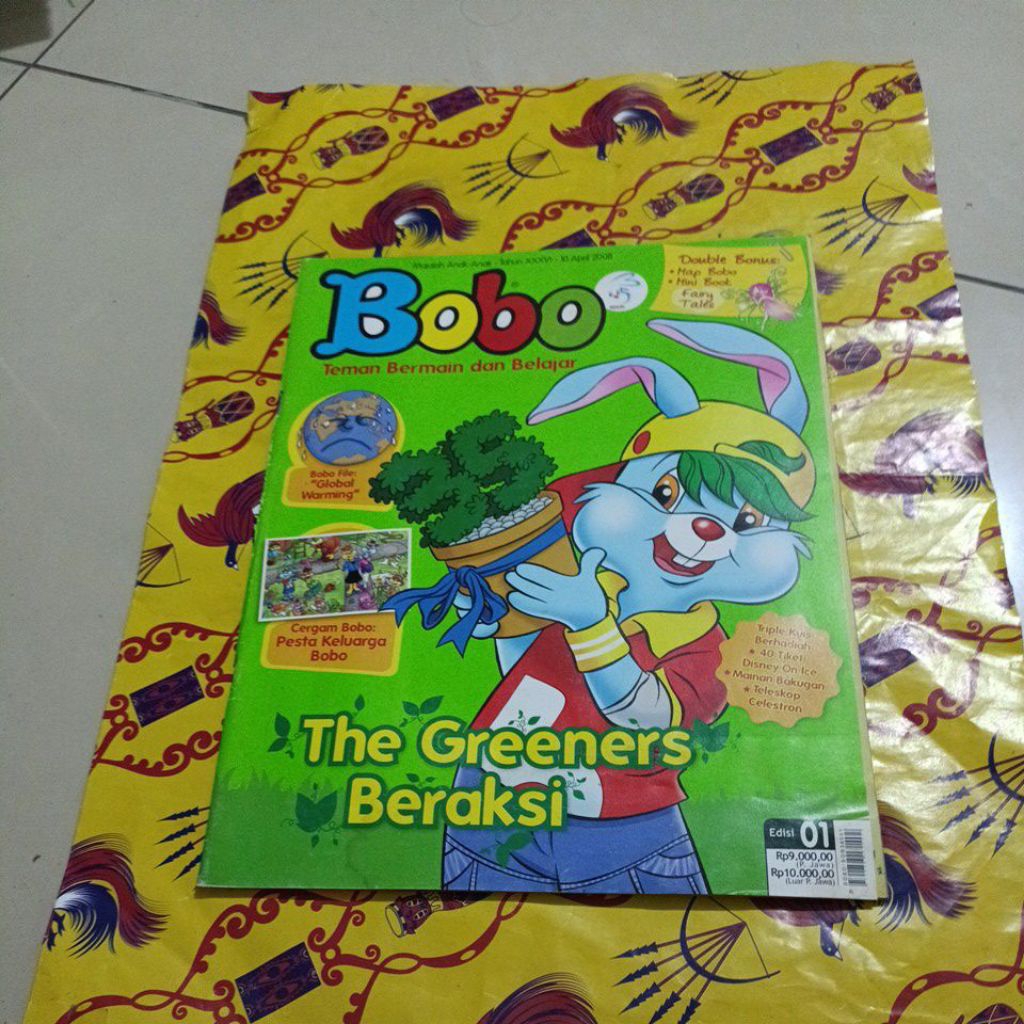 Majalah Anak-Anak - Tahun XXXVI - 10 April 2008
Bobo
Teman Bermain dan Belajar
Double Bonus:
• Map Bobo
• Mini Book
Fairy
Tales
Bobo File:
"Global
Warming"
Cergam Bobo:
Pesta Keluarga
Bobo
Triple Kuis
Berhadiah:
★ 40 Tiket
Disney On Ice
★ Mainan Bakugan
★ Teleskop
Celestron
The Greeners
Beraksi
Edisi 01
Rp9.000,00
(P. Jawa)
Rp10.000,00
(Luar P. Jawa)